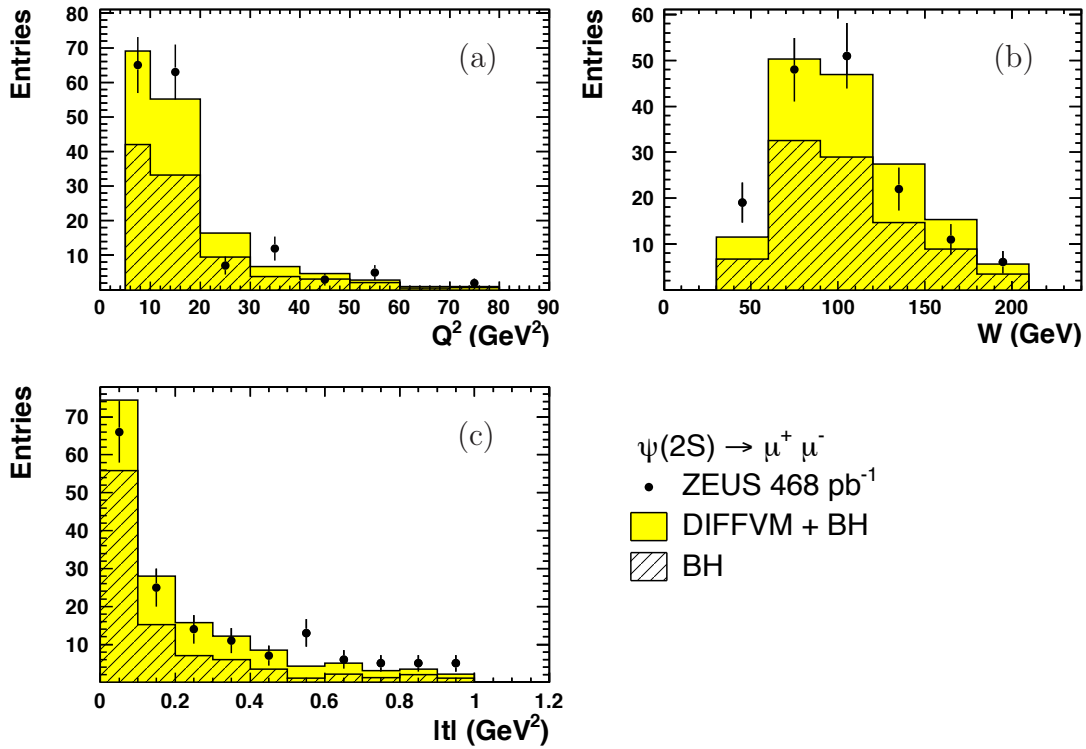 Entries
80
70
60
50
40
30
20
10
(a)
0 10 20 30 40 50 60 70 80 90
Q² (GeV²)
Entries
60
50
40
30
20
10
(b)
0 50 100 150 200
W (GeV)
Entries
70
60
50
40
30
20
10
(c)
0 0.2 0.4 0.6 0.8 1 1.2
|t| (GeV²)
ψ(2S) → μ⁺ μ⁻
ZEUS 468 pb⁻¹
DIFFVM + BH
BH